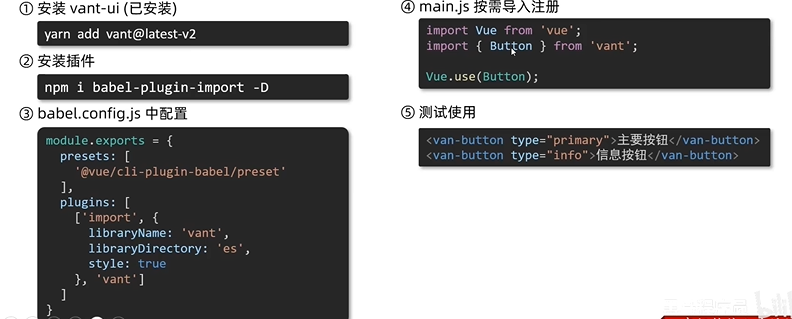 ① 安装 vant-ui (已安装)
yarn add vant@latest-v2
② 安装插件
npm i babel-plugin-import -D
③ babel.config.js 中配置
module.exports = {
  presets: [
    '@vue/cli-plugin-babel/preset'
  ],
  plugins: [
    ['import', {
      libraryName: 'vant',
      libraryDirectory: 'es',
      style: true
    }, 'vant']
  ]
}
④ main.js 按需导入注册
import Vue from 'vue';
import { Button } from 'vant';
Vue.use(Button);
⑤ 测试使用
<van-button type="primary">主要按钮</van-button>
<van-button type="info">信息按钮</van-button>